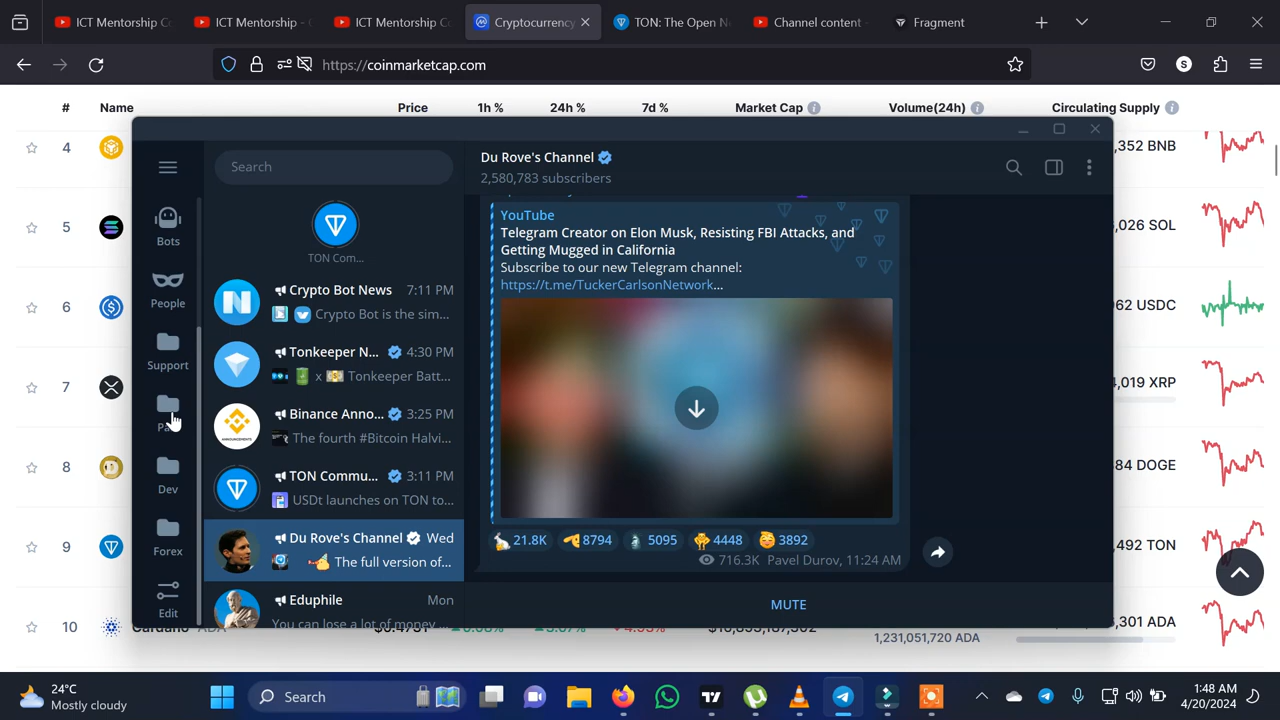 ICT Mentorship Co
ICT Mentorship - 
ICT Mentorship Co
Cryptocurrency
TON: The Open N
Channel content
Fragment
https://coinmarketcap.com
# Name Price 1h % 24h % 7d % Market Cap Volume(24h) Circulating Supply
4
,352 BNB
5
,026 SOL
6
962 USDC
7
,019 XRP
8
84 DOGE
9
,492 TON
10
,301 ADA
1,231,051,720 ADA
Bots
People
Support
Dev
Forex
Edit
Search
TON Com...
Crypto Bot News 7:11 PM
Crypto Bot is the sim...
Tonkeeper N... 4:30 PM
x Tonkeeper Batt...
Binance Anno... 3:25 PM
The fourth #Bitcoin Halvi...
TON Commu... 3:11 PM
USDt launches on TON to...
Du Rove's Channel Wed
The full version of...
Eduphile Mon
You can lose a lot of money...
Du Rove's Channel
2,580,783 subscribers
YouTube
Telegram Creator on Elon Musk, Resisting FBI Attacks, and
Getting Mugged in California
Subscribe to our new Telegram channel:
https://t.me/TuckerCarlsonNetwork...
21.8K 8794 5095 4448 3892
716.3K Pavel Durov, 11:24 AM
MUTE
24°C
Mostly cloudy
Search
1:48 AM
4/20/2024